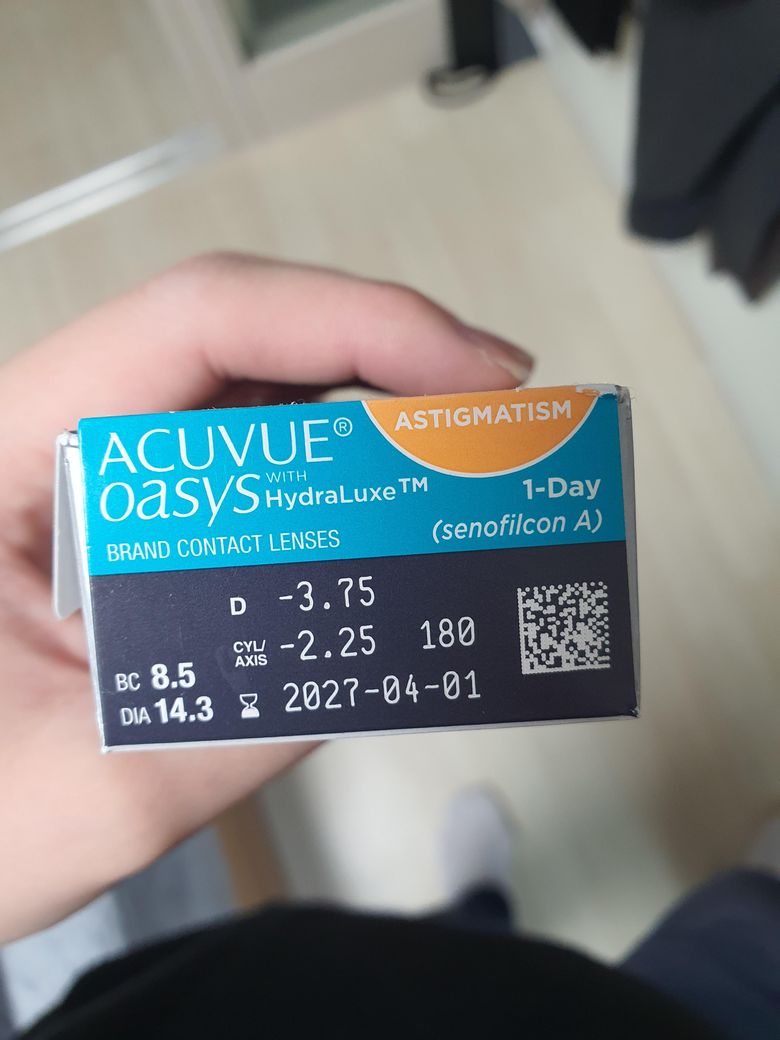 ASTIGMATISM
ACUVUE®
oasys WITH HydraLuxe™
1-Day
(senofilcon A)
BRAND CONTACT LENSES
D -3.75
CYL/AXIS -2.25 180
BC 8.5
DIA 14.3
2027-04-01